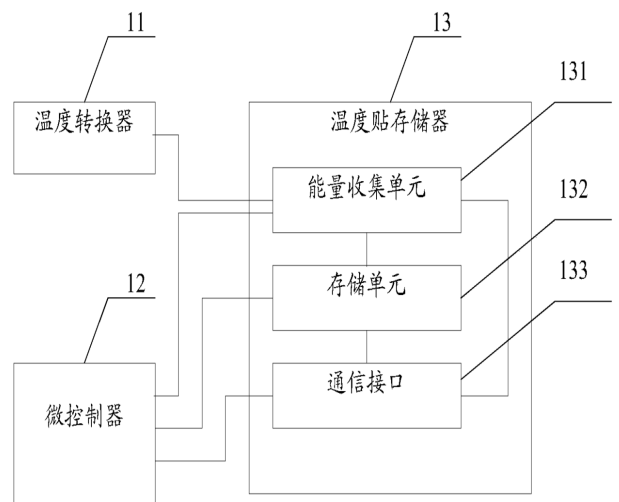 11
13
温度转换器
温度贴存储器
131
能量收集单元
132
存储单元
133
12
通信接口
微控制器